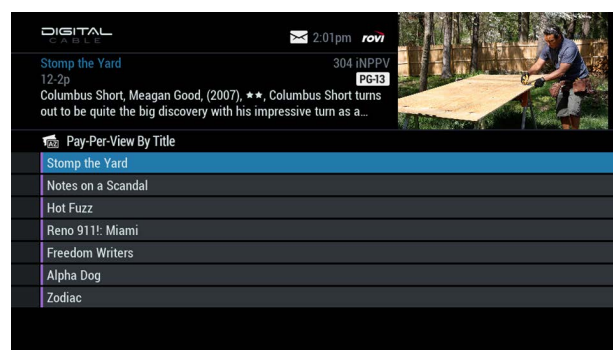 DIGITAL
CABLE
2:01pm rovi
Stomp the Yard 304 iNPPV
12-2p PG-13
Columbus Short, Meagan Good, (2007), ★★, Columbus Short turns
out to be quite the big discovery with his impressive turn as a...
AZ Pay-Per-View By Title
Stomp the Yard
Notes on a Scandal
Hot Fuzz
Reno 911!: Miami
Freedom Writers
Alpha Dog
Zodiac